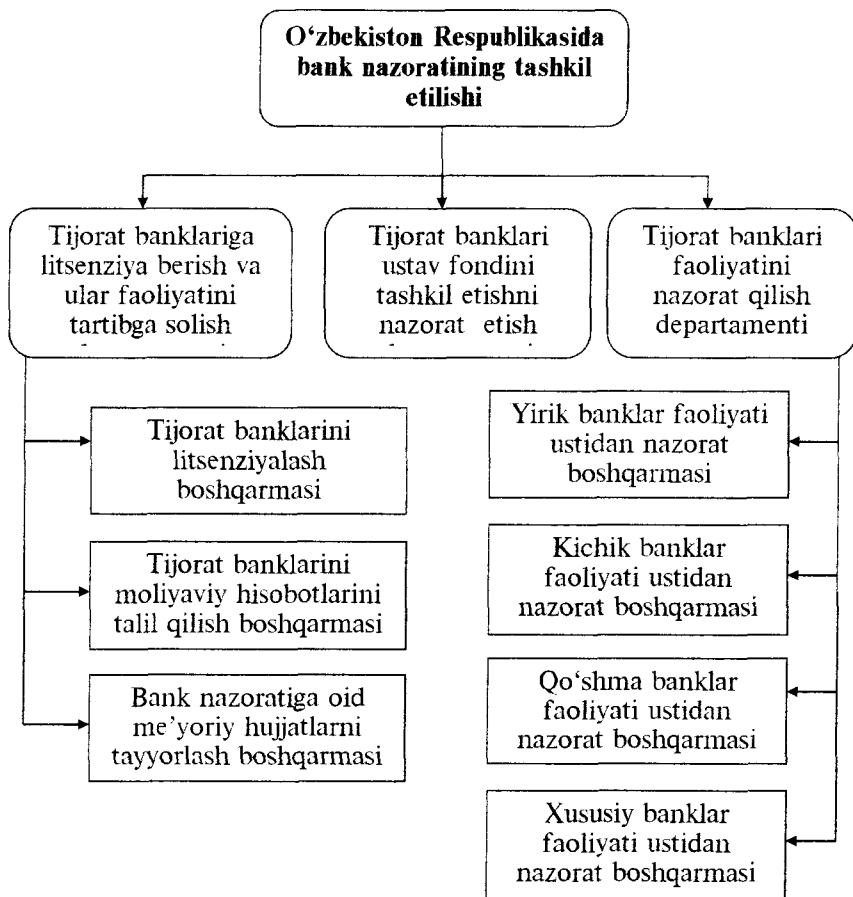 O‘zbekiston Respublikasida
bank nazoratining tashkil
etilishi
Tijorat banklariga
litsenziya berish va
ular faoliyatini
tartibga solish
Tijorat banklari
ustav fondini
tashkil etishni
nazorat etish
Tijorat banklari
faoliyatini
nazorat qilish
departamenti
Tijorat banklarini
litsenziyalash
boshqarmasi
Tijorat banklarini
moliyaviy hisobotlarini
talil qilish boshqarmasi
Bank nazoratiga oid
me’yoriy hujjatlarni
tayyorlash boshqarmasi
Yirik banklar faoliyati
ustidan nazorat
boshqarmasi
Kichik banklar
faoliyati ustidan
nazorat boshqarmasi
Qo‘shma banklar
faoliyati ustidan
nazorat boshqarmasi
Xususiy banklar
faoliyati ustidan
nazorat boshqarmasi